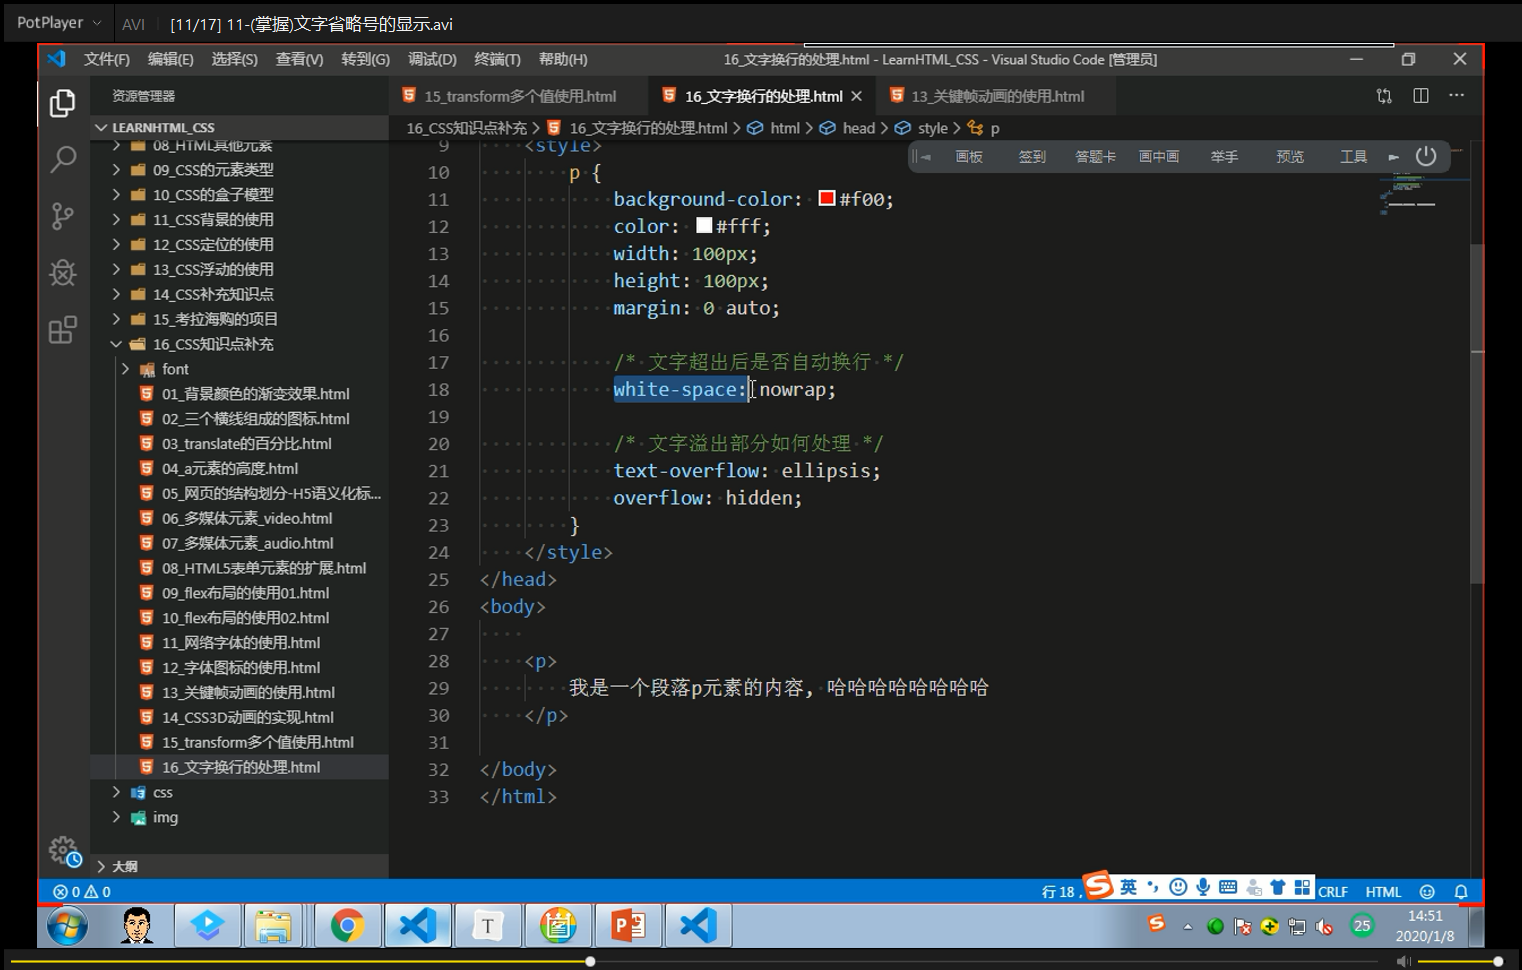 PotPlayer AVI [11/17] 11-(掌握)文字省略号的显示.avi
文件(F) 编辑(E) 选择(S) 查看(V) 转到(G) 调试(D) 终端(T) 帮助(H) 16_文字换行的处理.html - LearnHTML_CSS - Visual Studio Code [管理员]
资源管理器
15_transform多个值使用.html 16_文字换行的处理.html 13_关键帧动画的使用.html
16_CSS知识点补充 > 16_文字换行的处理.html > html > head > style > p
画板 签到 答题卡 画中画 举手 预览 工具
LEARNHTML_CSS
08_HTML其他元素
09_CSS的元素类型
10_CSS的盒子模型
11_CSS背景的使用
12_CSS定位的使用
13_CSS浮动的使用
14_CSS补充知识点
15_考拉海购的项目
16_CSS知识点补充
font
01_背景颜色的渐变效果.html
02_三个横线组成的图标.html
03_translate的百分比.html
04_a元素的高度.html
05_网页的结构划分-H5语义化标...
06_多媒体元素_video.html
07_多媒体元素_audio.html
08_HTML5表单元素的扩展.html
09_flex布局的使用01.html
10_flex布局的使用02.html
11_网络字体的使用.html
12_字体图标的使用.html
13_关键帧动画的使用.html
14_CSS3D动画的实现.html
15_transform多个值使用.html
16_文字换行的处理.html
css
img
大纲
9 <style>
10 p {
11 background-color: #f00;
12 color: #fff;
13 width: 100px;
14 height: 100px;
15 margin: 0 auto;
16
17 /* 文字超出后是否自动换行 */
18 white-space: nowrap;
19
20 /* 文字溢出部分如何处理 */
21 text-overflow: ellipsis;
22 overflow: hidden;
23 }
24 </style>
25 </head>
26 <body>
27
28 <p>
29 我是一个段落p元素的内容, 哈哈哈哈哈哈哈哈
30 </p>
31
32 </body>
33 </html>
0 0 行 18, 英 CRLF HTML
T 25 14:51
2020/1/8